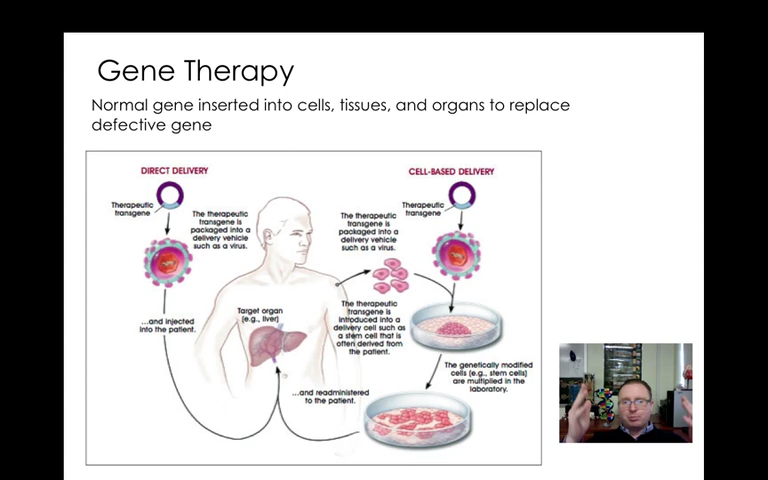 Gene Therapy
Normal gene inserted into cells, tissues, and organs to replace
defective gene
DIRECT DELIVERY
Therapeutic
transgene
The therapeutic
transgene is
packaged into a
delivery vehicle
such as a virus.
...and injected
into the patient.
Target organ
(e.g., liver)
CELL-BASED DELIVERY
Therapeutic
transgene
The therapeutic
transgene is
packaged into a
delivery vehicle
such as a virus.
The therapeutic
transgene is
introduced into a
delivery cell such as
a stem cell that is
often derived from
the patient.
The genetically modified
cells (e.g., stem cells)
are multiplied in the
laboratory.
...and readministered
to the patient.